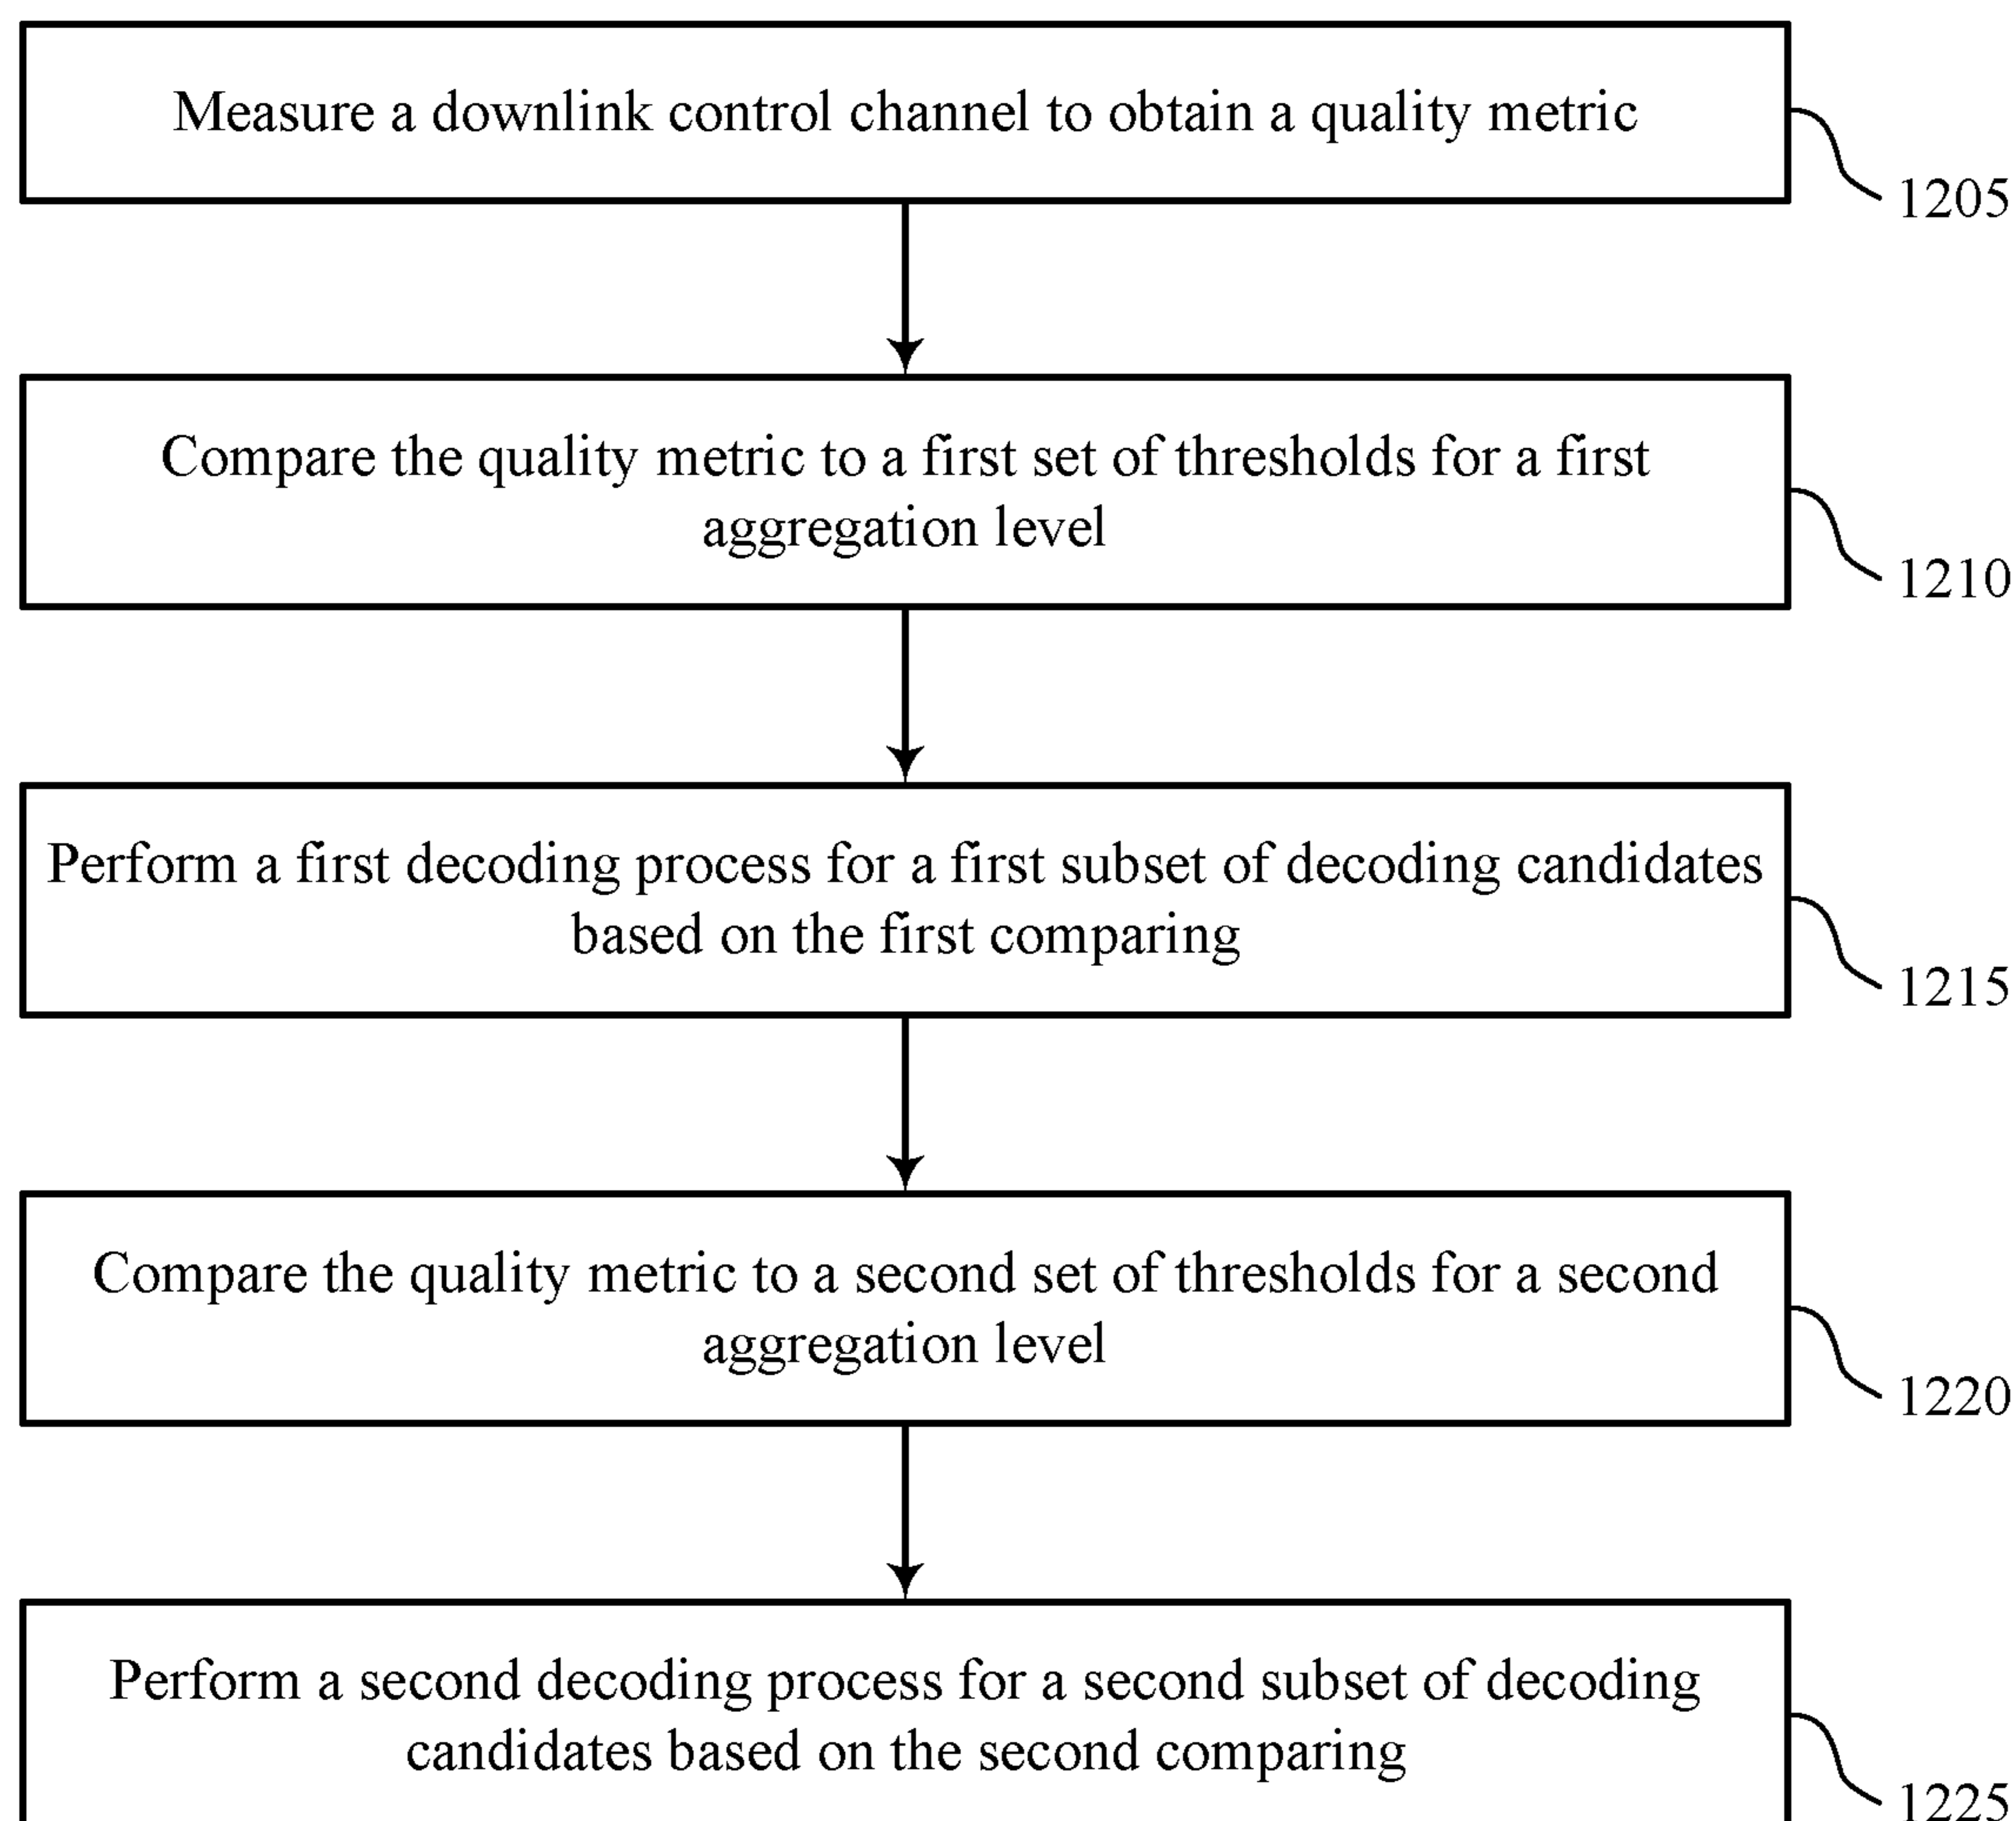 Measure a downlink control channel to obtain a quality metric
1205
Compare the quality metric to a first set of thresholds for a first
aggregation level
1210
Perform a first decoding process for a first subset of decoding candidates
based on the first comparing
1215
Compare the quality metric to a second set of thresholds for a second
aggregation level
1220
Perform a second decoding process for a second subset of decoding
candidates based on the second comparing
1225